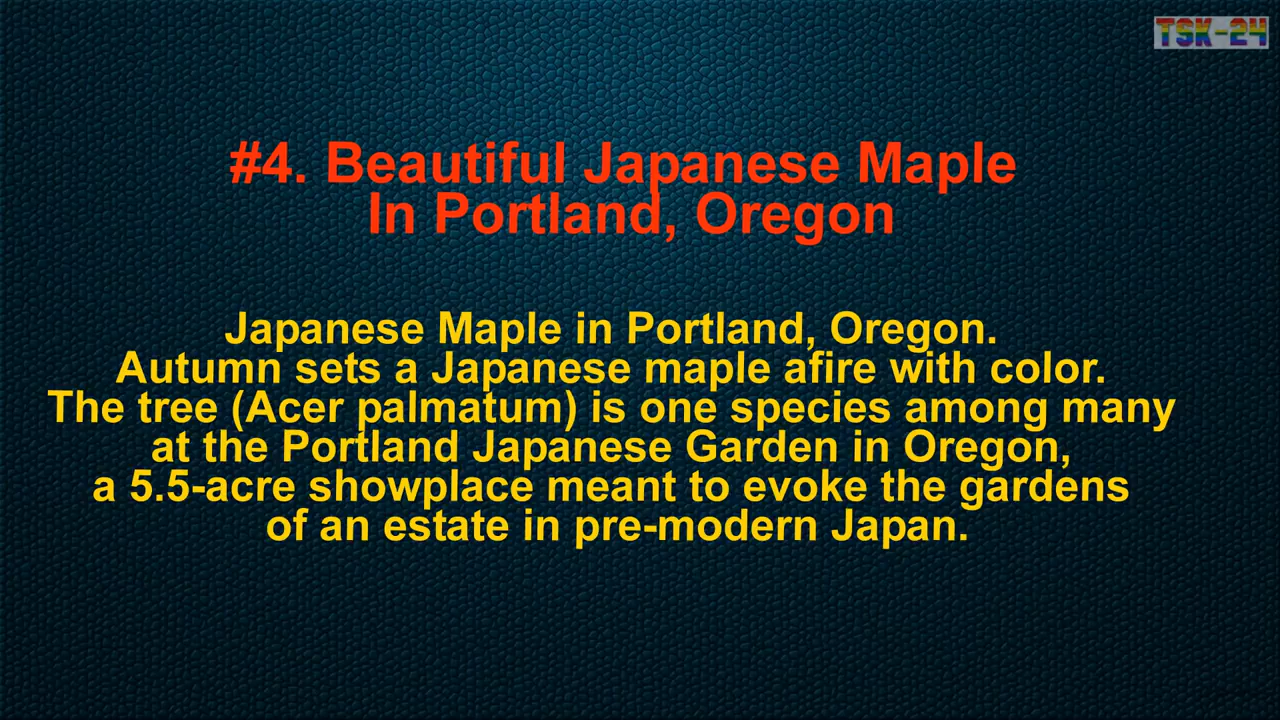 TSK-24
#4. Beautiful Japanese Maple
In Portland, Oregon
Japanese Maple in Portland, Oregon.
Autumn sets a Japanese maple afire with color.
The tree (Acer palmatum) is one species among many
at the Portland Japanese Garden in Oregon,
a 5.5-acre showplace meant to evoke the gardens
of an estate in pre-modern Japan.